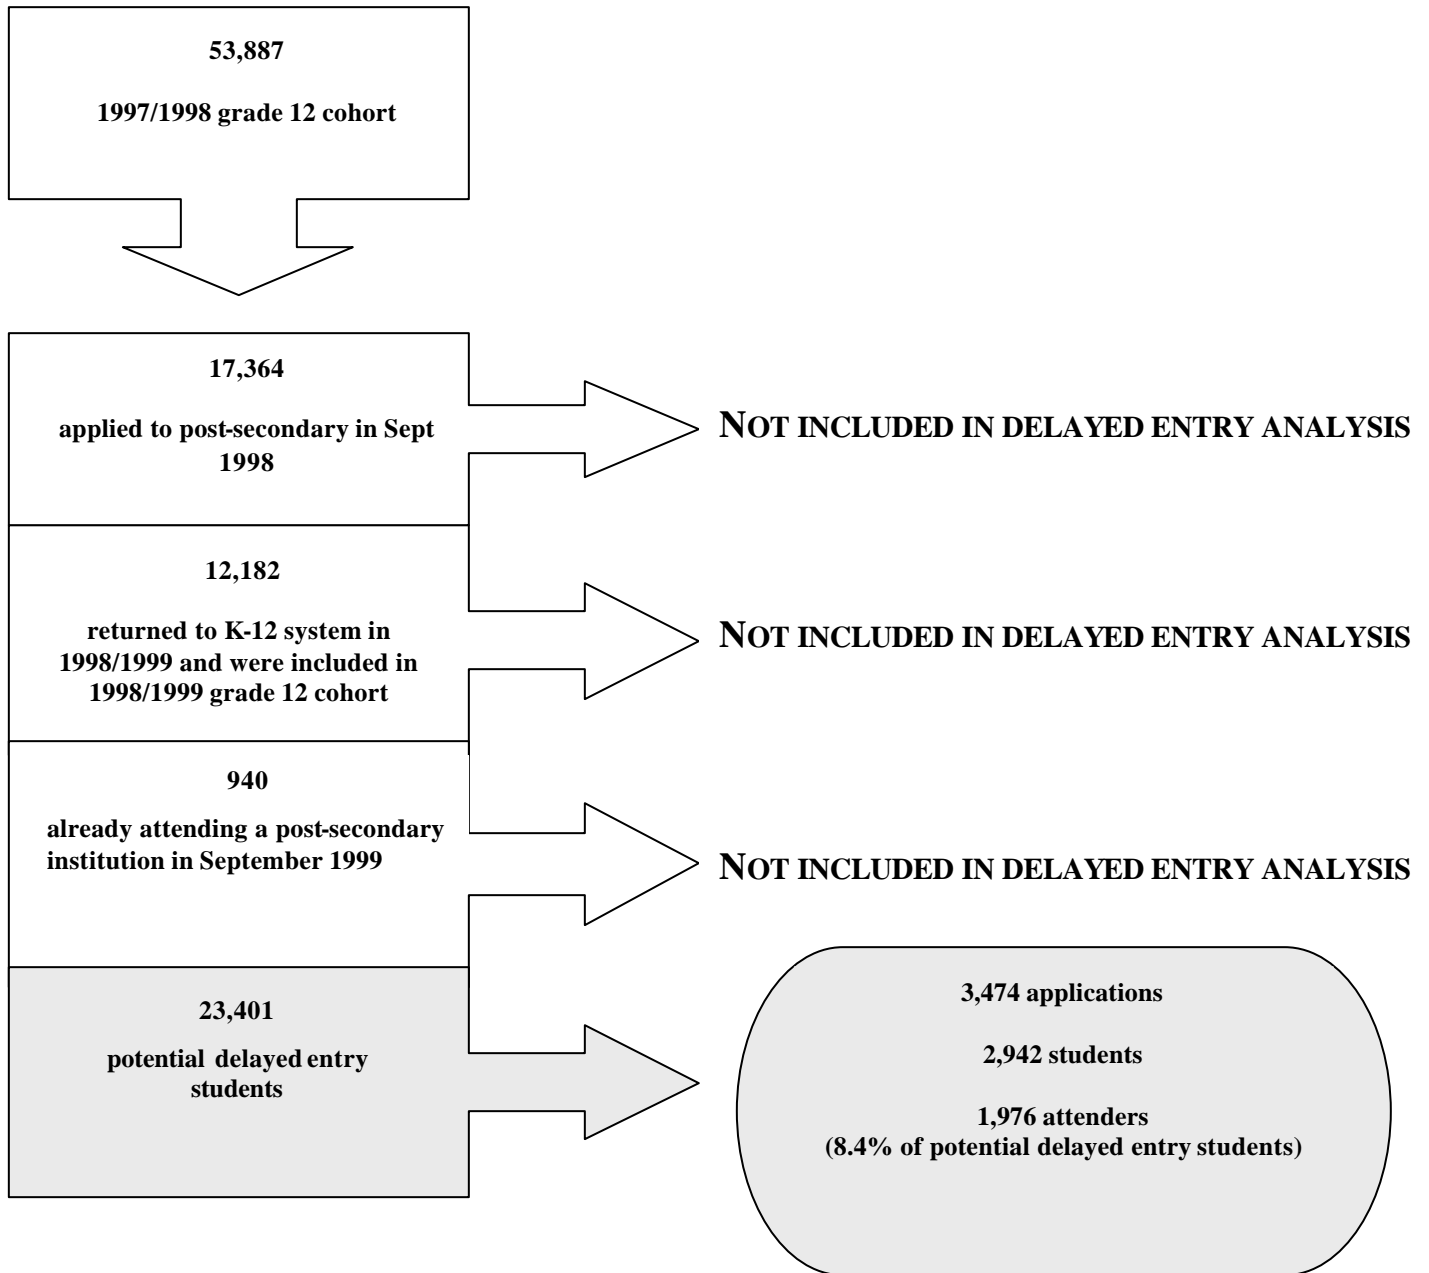 53,887
1997/1998 grade 12 cohort
17,364
applied to post-secondary in Sept
1998
NOT INCLUDED IN DELAYED ENTRY ANALYSIS
12,182
returned to K-12 system in
1998/1999 and were included in
1998/1999 grade 12 cohort
NOT INCLUDED IN DELAYED ENTRY ANALYSIS
940
already attending a post-secondary
institution in September 1999
NOT INCLUDED IN DELAYED ENTRY ANALYSIS
23,401
potential delayed entry
students
3,474 applications
2,942 students
1,976 attenders
(8.4% of potential delayed entry students)